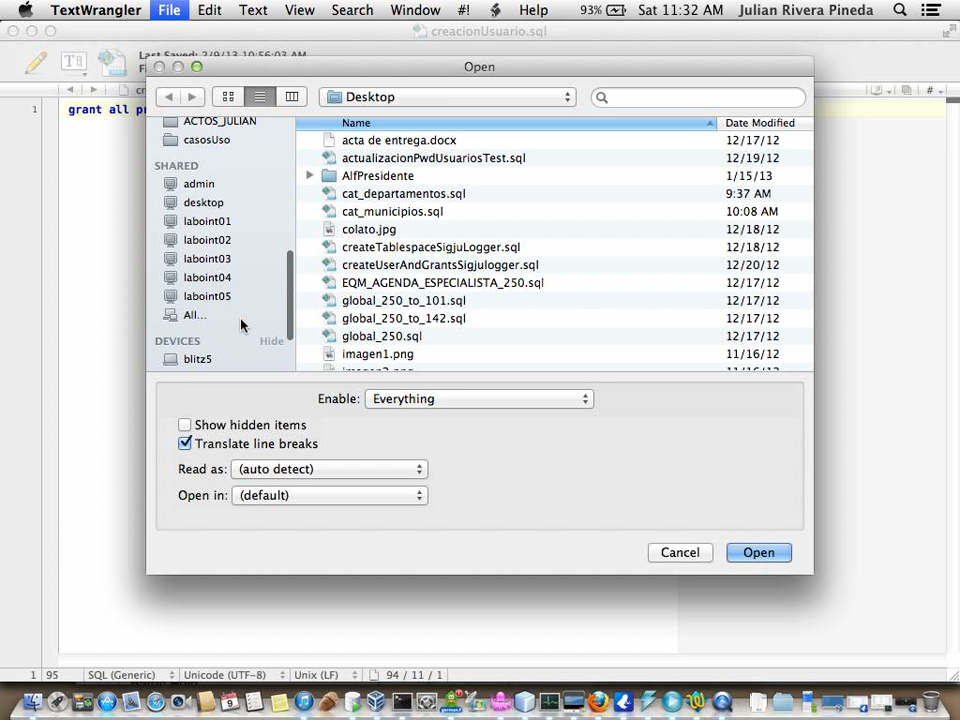 TextWrangler File Edit Text View Search Window #! Help 93% Sat 11:32 AM Julian Rivera Pineda
creacionUsuario.sql
Last Saved: 2/9/13 10:56:03 AM
Open
Desktop
1 grant all
Name Date Modified
ACTOS_JULIAN
casosUso
SHARED
admin
desktop
laboint01
laboint02
laboint03
laboint04
laboint05
All...
DEVICES Hide
blitz5
acta de entrega.docx 12/17/12
actualizacionPwdUsuariosTest.sql 12/19/12
AlfPresidente 1/15/13
cat_departamentos.sql 9:37 AM
cat_municipios.sql 10:08 AM
colato.jpg 12/18/12
createTablespaceSigjuLogger.sql 12/18/12
createUserAndGrantsSigjulogger.sql 12/20/12
EQM_AGENDA_ESPECIALISTA_250.sql 12/17/12
global_250_to_101.sql 12/17/12
global_250_to_142.sql 12/17/12
global_250.sql 12/17/12
imagen1.png 11/16/12
Enable: Everything
Show hidden items
Translate line breaks
Read as: (auto detect)
Open in: (default)
Cancel Open
1 95 SQL (Generic) Unicode (UTF-8) Unix (LF) 94 / 11 / 1